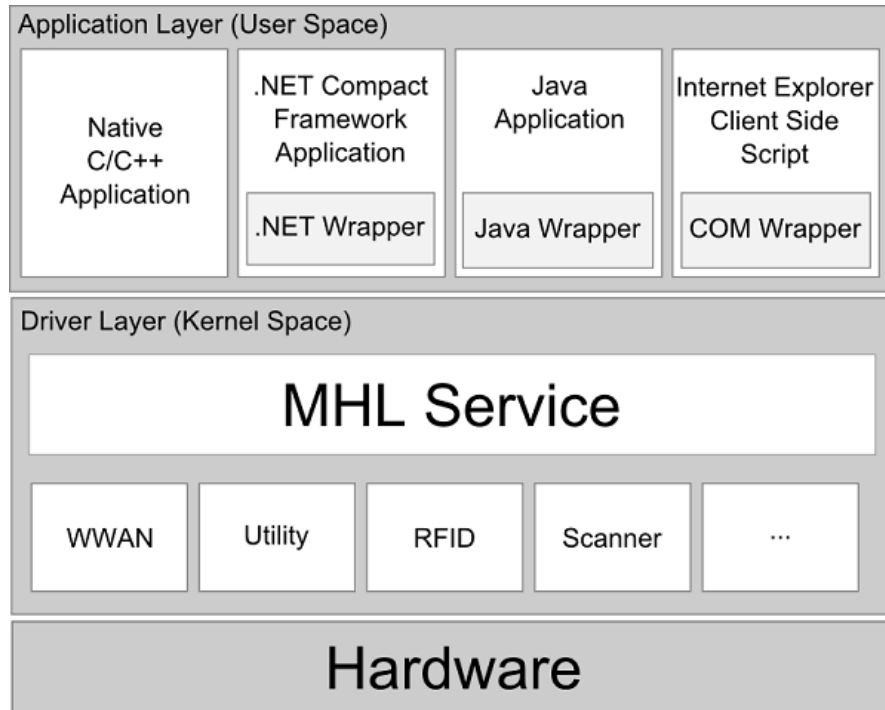 Application Layer (User Space)
Native
C/C++
Application
.NET Compact
Framework
Application
.NET Wrapper
Java
Application
Java Wrapper
Internet Explorer
Client Side
Script
COM Wrapper
Driver Layer (Kernel Space)
MHL Service
WWAN
Utility
RFID
Scanner
...
Hardware